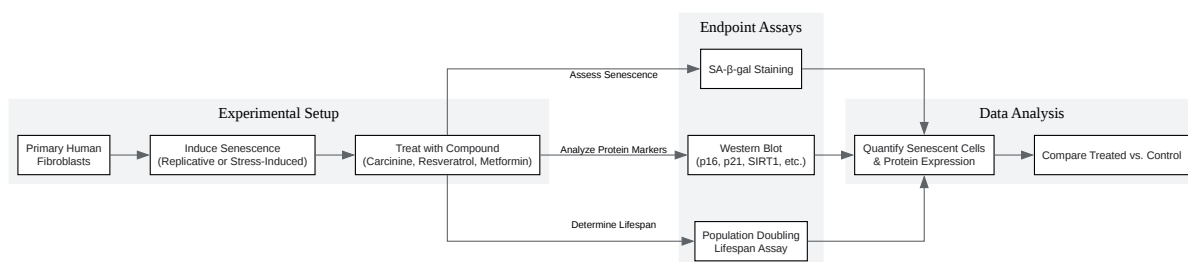 Experimental Setup
Primary Human
Fibroblasts
Induce Senescence
(Replicative or Stress-Induced)
Treat with Compound
(Carcinine, Resveratrol, Metformin)
Assess Senescence
Analyze Protein Markers
Determine Lifespan
Endpoint Assays
SA-β-gal Staining
Western Blot
(p16, p21, SIRT1, etc.)
Population Doubling
Lifespan Assay
Data Analysis
Quantify Senescent Cells
& Protein Expression
Compare Treated vs. Control